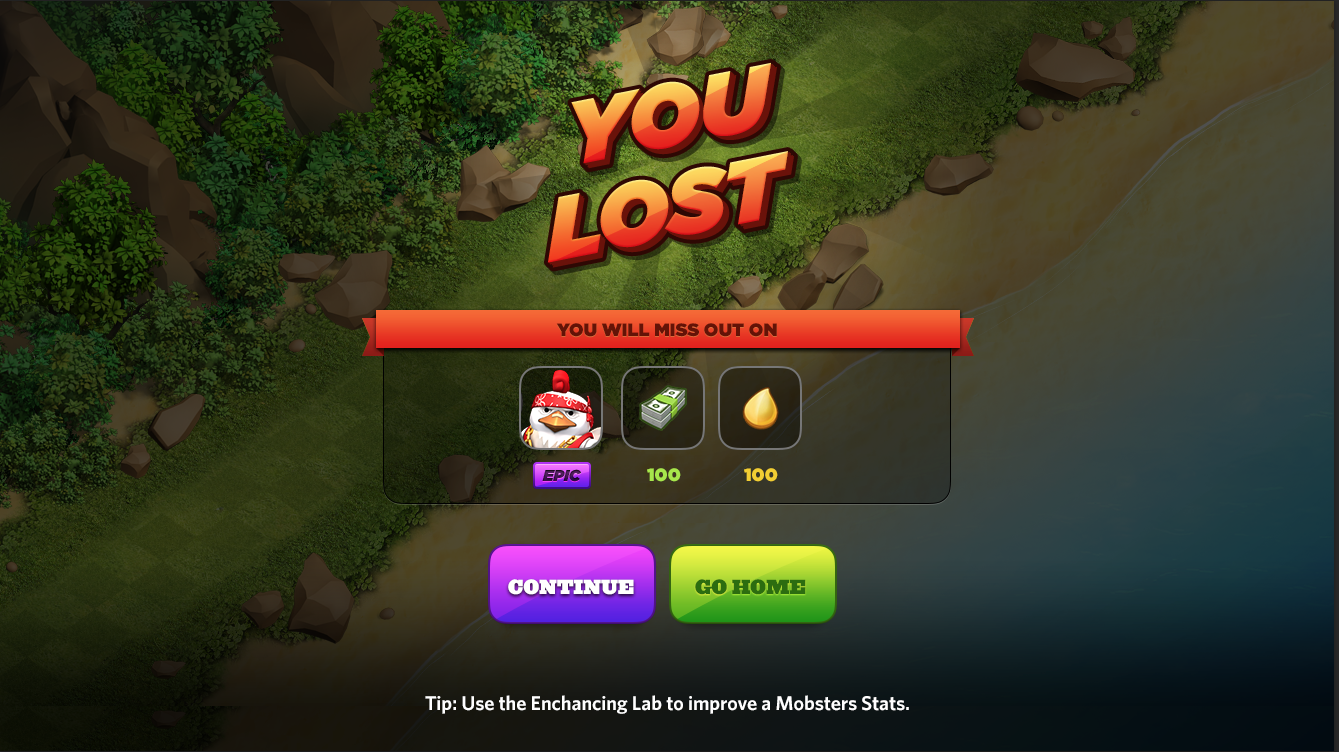 YOU
LOST
YOU WILL MISS OUT ON
EPIC
100
100
CONTINUE
GO HOME
Tip: Use the Enchancing Lab to improve a Mobsters Stats.